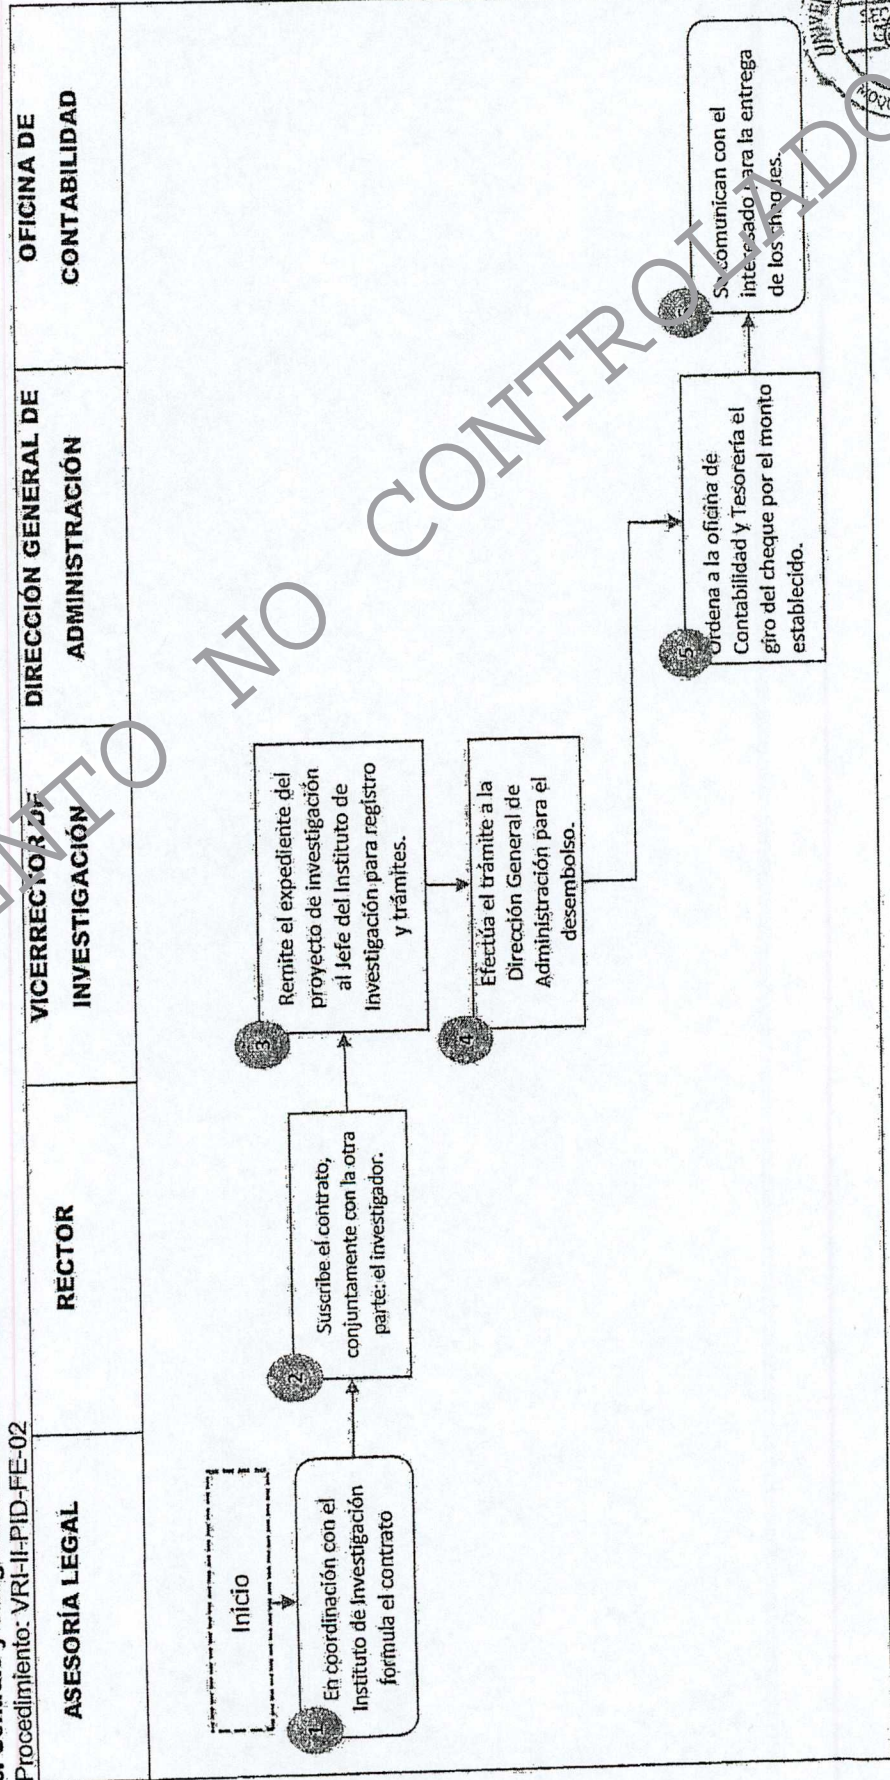 Procedimiento: VRI-II-PID-FE-02
ASESORÍA LEGAL
RECTOR
VICERRECTOR DE
INVESTIGACIÓN
DIRECCIÓN GENERAL DE
ADMINISTRACIÓN
OFICINA DE
CONTABILIDAD
Inicio
1
En coordinación con el
Instituto de Investigación
formula el contrato
2
Suscribe el contrato,
conjuntamente con la otra
parte: el investigador.
3
Remite el expediente del
proyecto de investigación
al Jefe del Instituto de
Investigación para registro
y trámites.
4
Efectúa el trámite a la
Dirección General de
Administración para el
desembolso.
5
Ordena a la oficina de
Contabilidad y Tesorería el
giro del cheque por el monto
establecido.
Se comunican con el
interesado para la entrega
de los cheques.
NO CONTROLADO